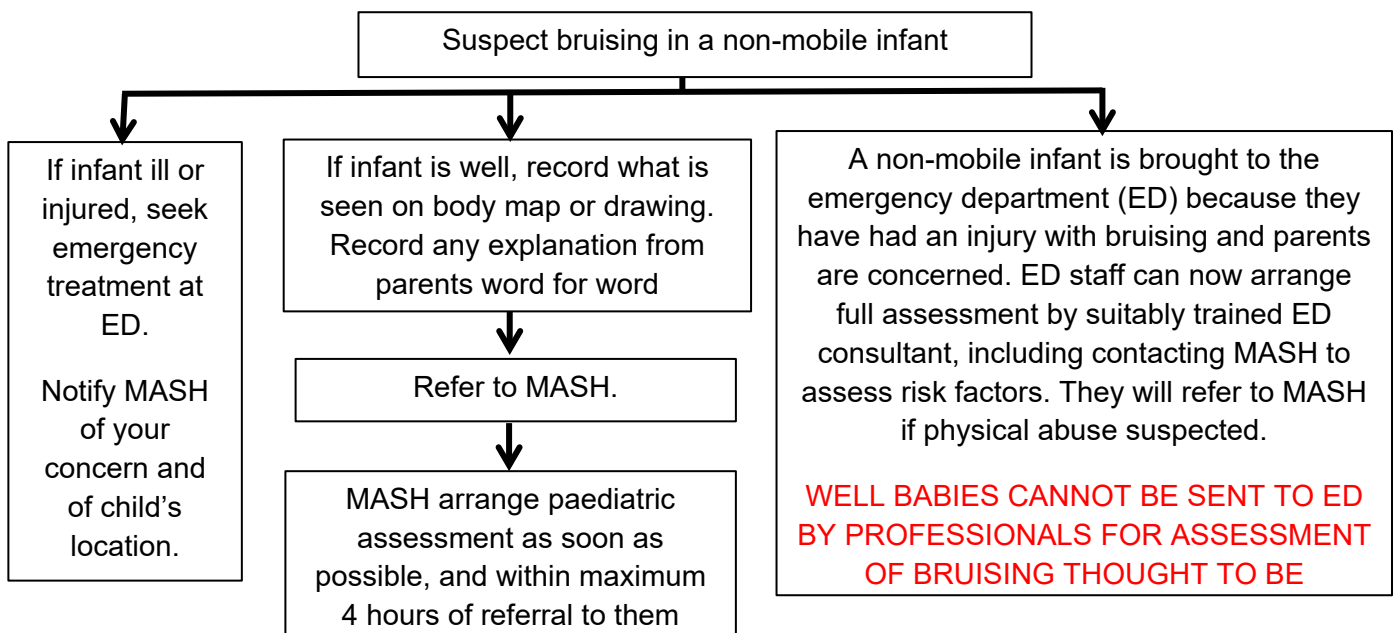 Suspect bruising in a non-mobile infant
If infant ill or
injured, seek
emergency
treatment at
ED.
Notify MASH
of your
concern and
of child’s
location.
If infant is well, record what is
seen on body map or drawing.
Record any explanation from
parents word for word
Refer to MASH.
MASH arrange paediatric
assessment as soon as
possible, and within maximum
4 hours of referral to them
A non-mobile infant is brought to the
emergency department (ED) because they
have had an injury with bruising and parents
are concerned. ED staff can now arrange
full assessment by suitably trained ED
consultant, including contacting MASH to
assess risk factors. They will refer to MASH
if physical abuse suspected.
WELL BABIES CANNOT BE SENT TO ED
BY PROFESSIONALS FOR ASSESSMENT
OF BRUISING THOUGHT TO BE